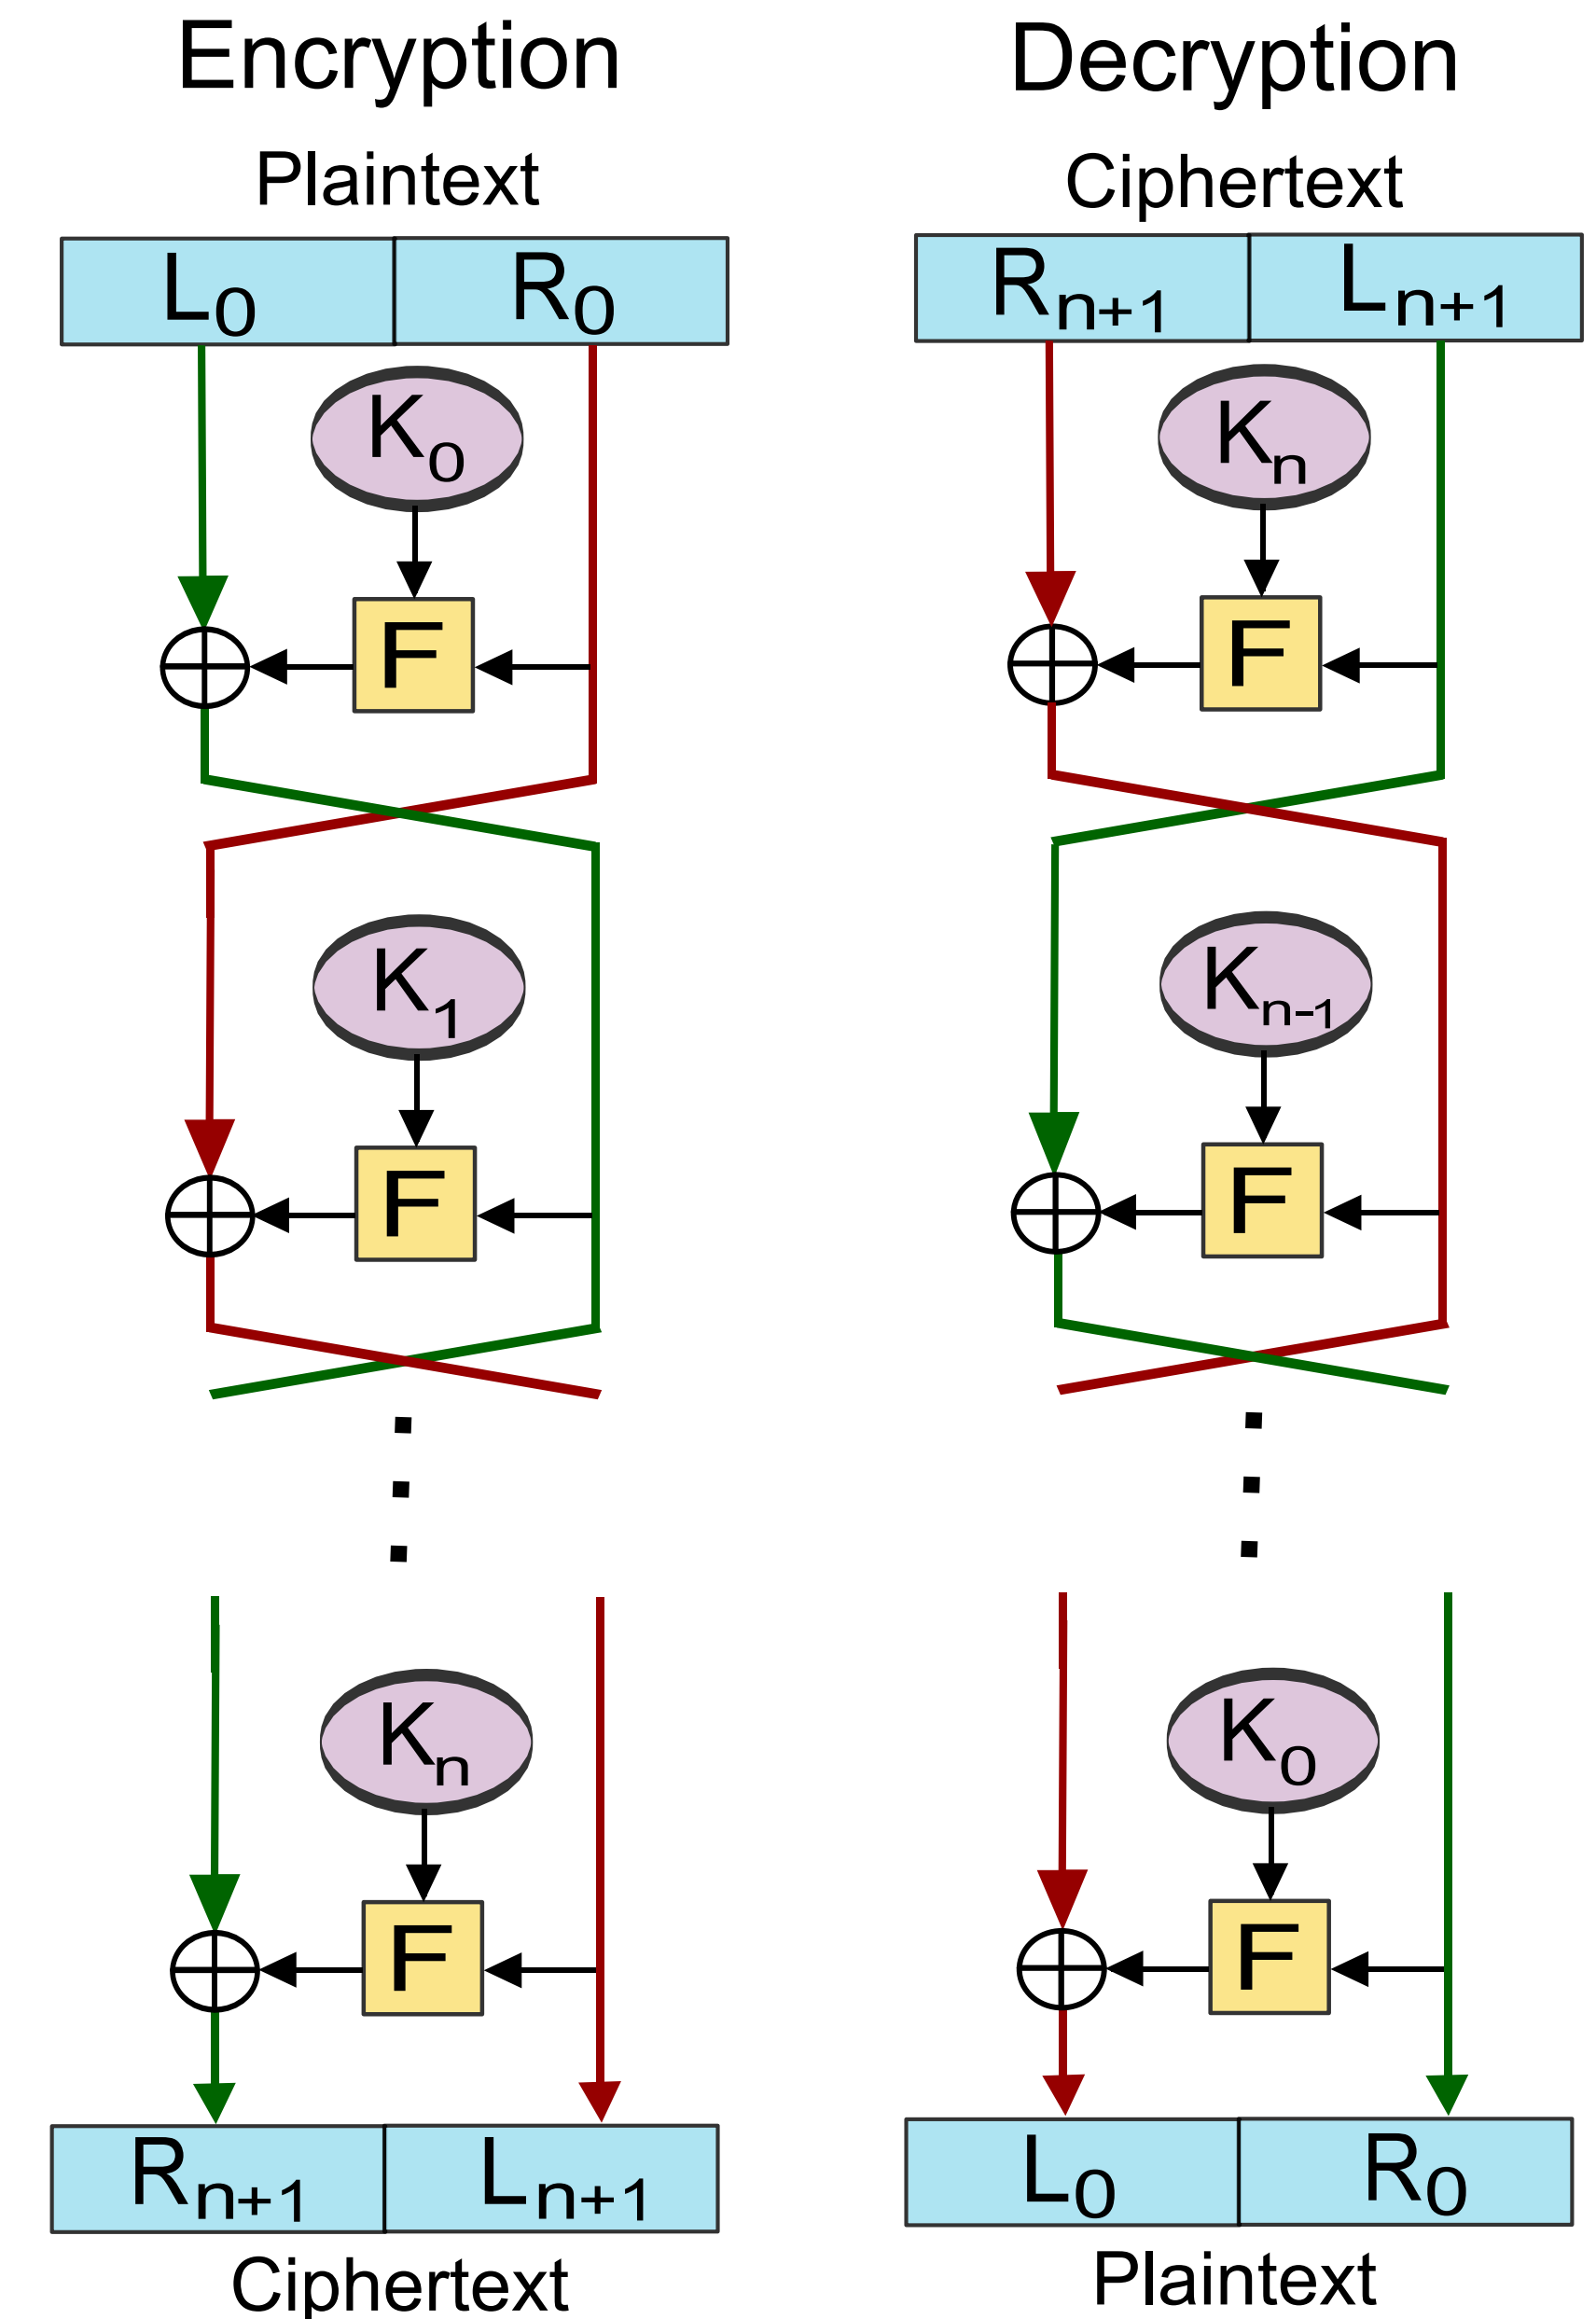 Encryption
Plaintext
L0 R0
K0
F
K1
F
Kn
F
Rn+1 Ln+1
Ciphertext
Decryption
Ciphertext
Rn+1 Ln+1
Kn
F
Kn-1
F
K0
F
L0 R0
Plaintext